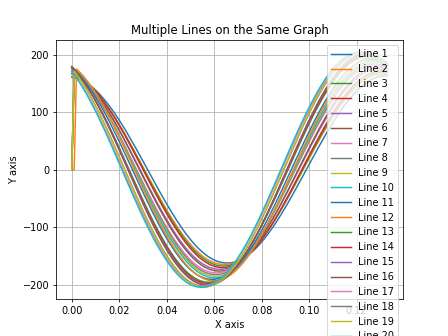 Multiple Lines on the Same Graph
Y axis
200
100
0
−100
−200
0.00
0.02
0.04
0.06
0.08
0.10
X axis
Line 1
Line 2
Line 3
Line 4
Line 5
Line 6
Line 7
Line 8
Line 9
Line 10
Line 11
Line 12
Line 13
Line 14
Line 15
Line 16
Line 17
Line 18
Line 19
Line 20